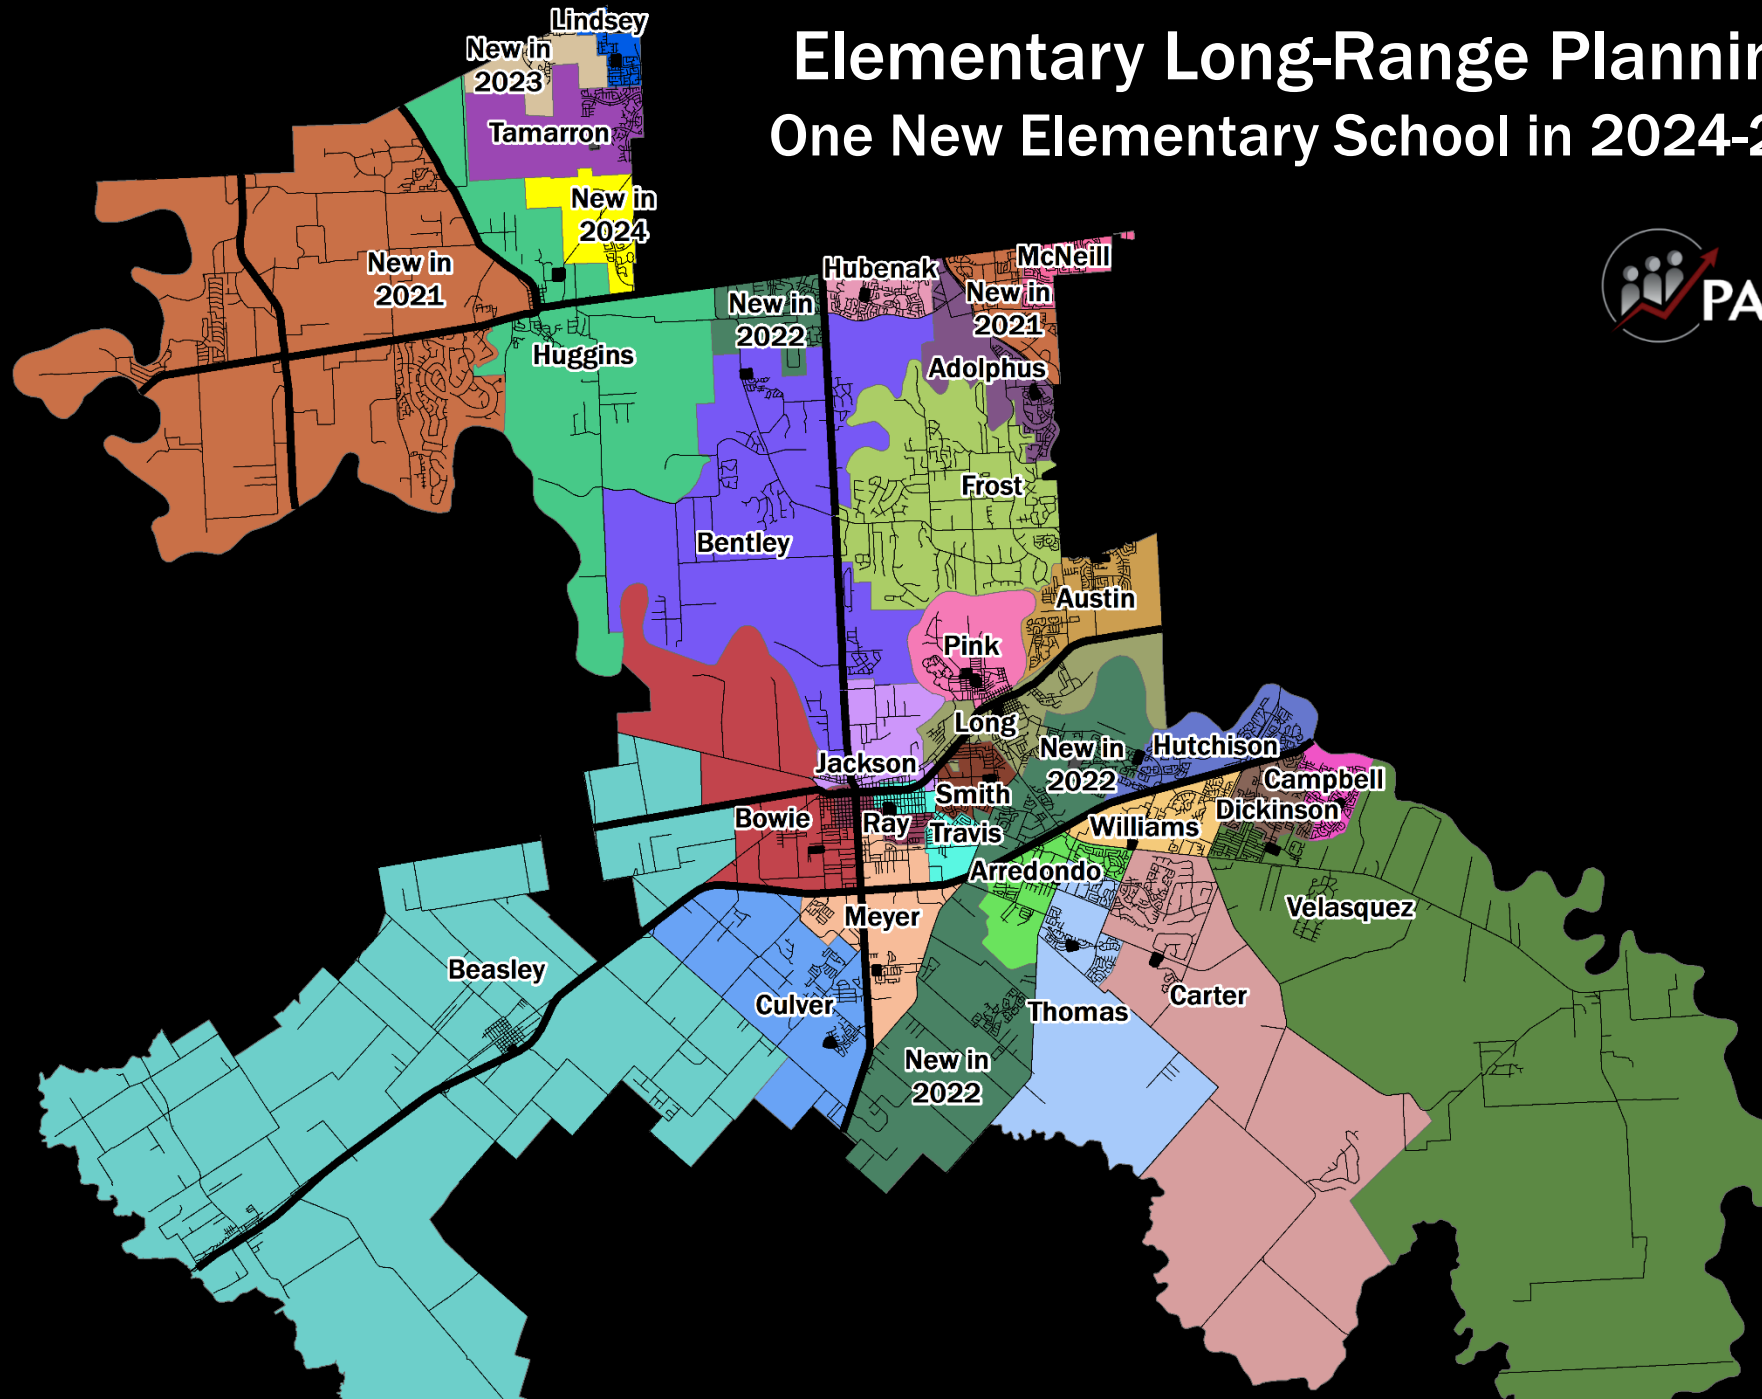 Elementary Long-Range Plannin
One New Elementary School in 2024-2
PA
Lindsey
New in
2023
Tamarron
New in
2024
New in
2021
Huggins
New in
2022
Hubenak
McNeill
New in
2021
Adolphus
Frost
Bentley
Austin
Pink
Long
New in
2022
Hutchison
Jackson
Campbell
Smith
Dickinson
Bowie
Ray
Travis
Williams
Arredondo
Meyer
Velasquez
Beasley
Culver
Thomas
Carter
New in
2022